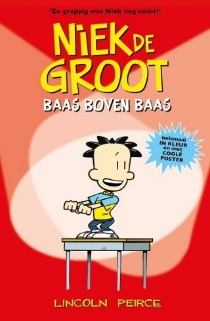 'Zo grappig was Niek nog nooit!'
NIEK DE
GROOT
BAAS BOVEN BAAS
helemaal
IN KLEUR
en met
COOLE
POSTER
LINCOLN PEIRCE